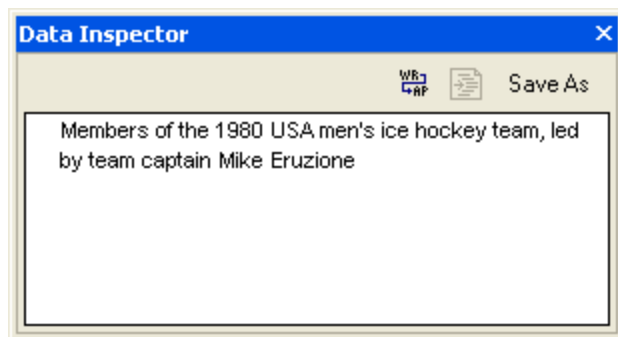 Data Inspector
WR
AP
Save As
Members of the 1980 USA men's ice hockey team, led
by team captain Mike Eruzione